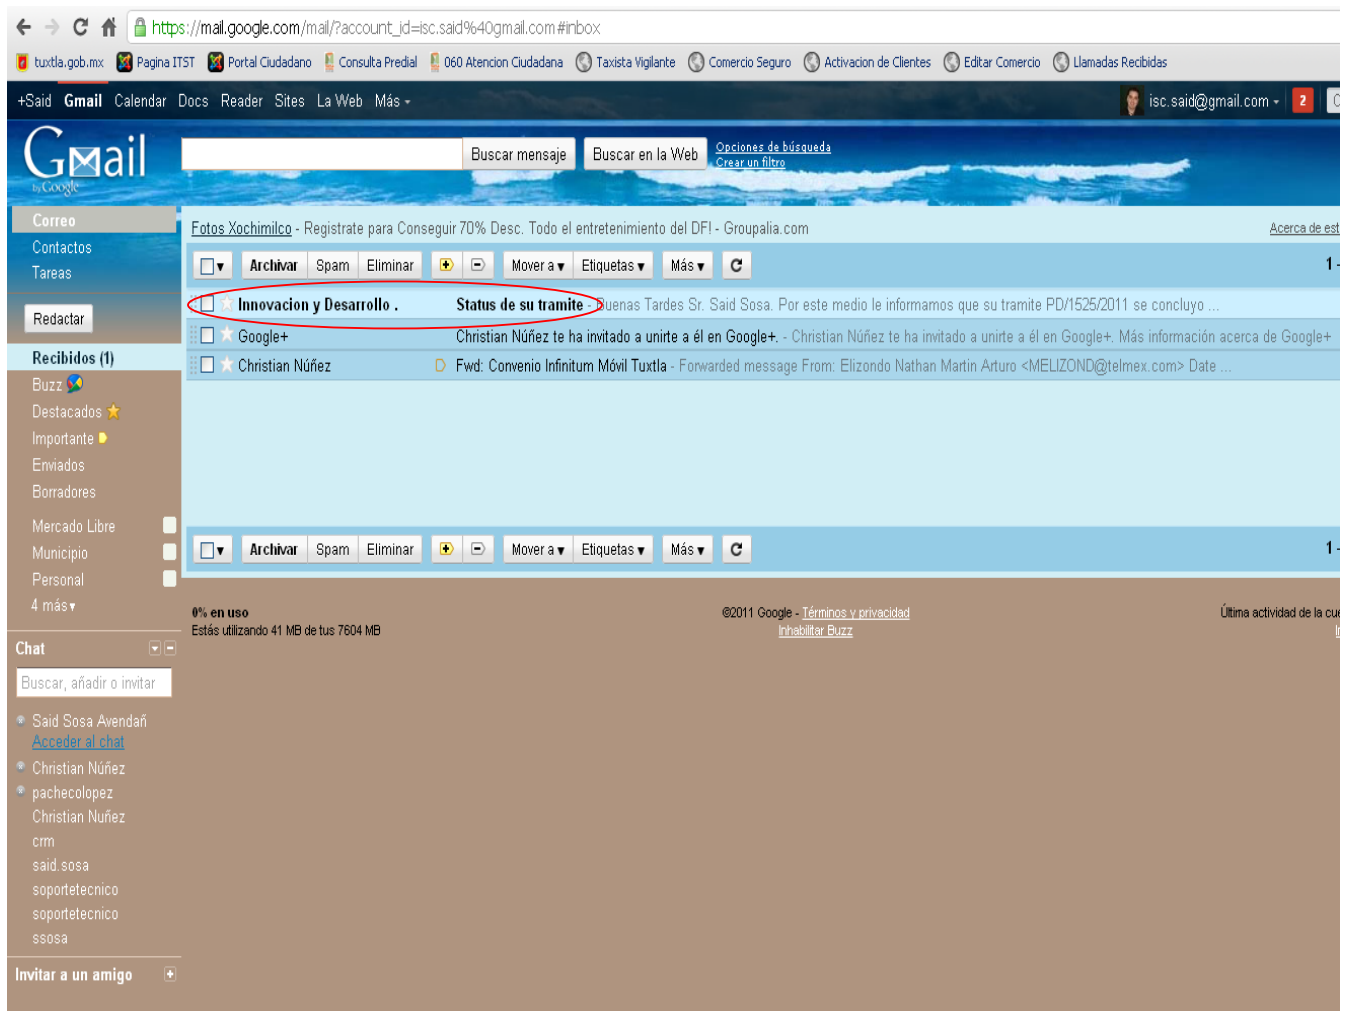 https://mail.google.com/mail/?account_id=isc.said%40gmail.com#inbox
tuxtla.gob.mx Pagina ITST Portal Ciudadano Consulta Predial 060 Atencion Ciudadana Taxista Vigilante Comercio Seguro Activacion de Clientes Editar Comercio Llamadas Recibidas
+Said Gmail Calendar Docs Reader Sites La Web Más isc.said@gmail.com 2
Gmail
by Google
Buscar mensaje Buscar en la Web Opciones de búsqueda
Crear un filtro
Correo
Contactos
Tareas
Redactar
Recibidos (1)
Buzz
Destacados
Importante
Enviados
Borradores
Mercado Libre
Municipio
Personal
4 más
Chat
Buscar, añadir o invitar
Said Sosa Avendañ
Acceder al chat
Christian Núñez
pachecolopez
Christian Nuñez
crm
said.sosa
soportetecnico
soportetecnico
ssosa
Invitar a un amigo
Fotos Xochimilco - Registrate para Conseguir 70% Desc. Todo el entretenimiento del DF! - Groupalia.com Acerca de est
Archivar Spam Eliminar Mover a Etiquetas Más 1 -
Innovacion y Desarrollo . Status de su tramite - Buenas Tardes Sr. Said Sosa. Por este medio le informamos que su tramite PD/1525/2011 se concluyo ...
Google+ Christian Núñez te ha invitado a unirte a él en Google+. - Christian Núñez te ha invitado a unirte a él en Google+. Más información acerca de Google+
Christian Núñez Fwd: Convenio Infinitum Móvil Tuxtla - Forwarded message From: Elizondo Nathan Martin Arturo <MELIZOND@telmex.com> Date ...
Archivar Spam Eliminar Mover a Etiquetas Más 1 -
0% en uso
Estás utilizando 41 MB de tus 7604 MB
©2011 Google - Términos y privacidad
Inhabilitar Buzz
Última actividad de la cue